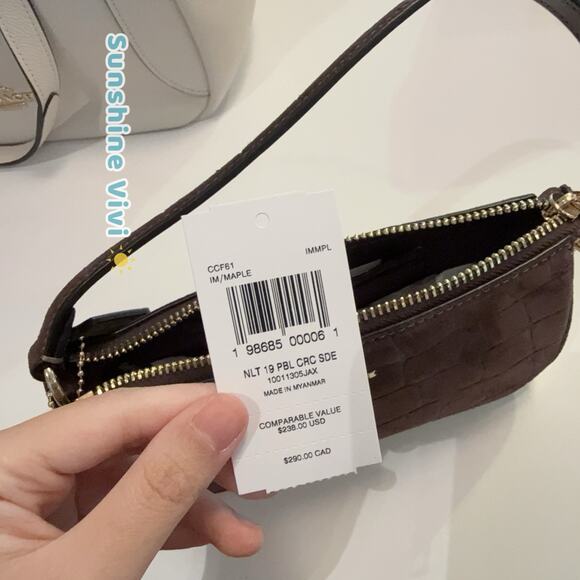 Sunshine Vivi
CCF61 IMMPL
IM/MAPLE
1 98685 00006 1
NLT 19 PBL CRC SDE
10011305JAX
MADE IN MYANMAR
COMPARABLE VALUE
$238.00 USD
$290.00 CAD